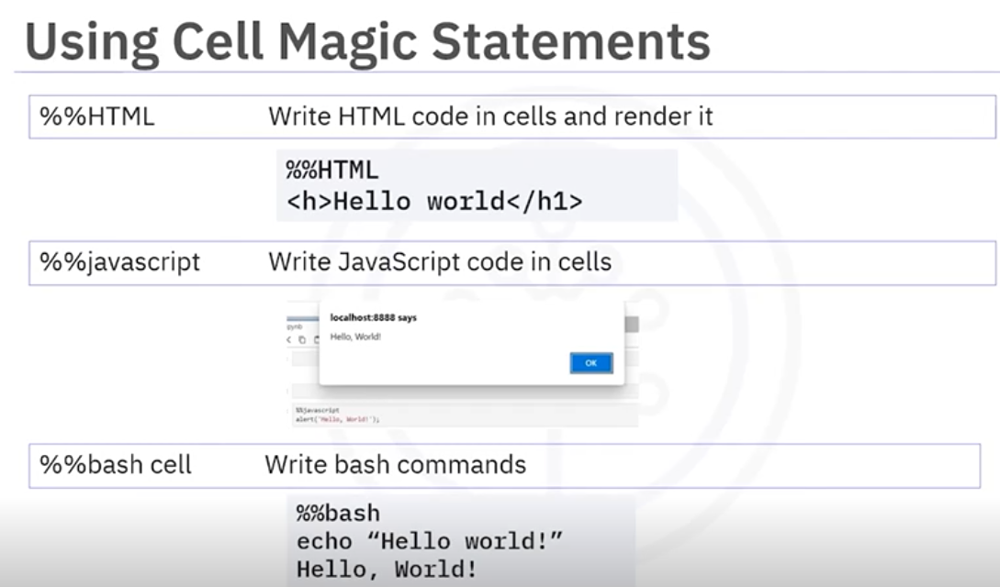 Using Cell Magic Statements
%%HTML Write HTML code in cells and render it
%%HTML
<h>Hello world</h1>
%%javascript Write JavaScript code in cells
localhost:8888 says
pynb
Hello, World!
OK
%%javascript
alert('Hello, World!');
%%bash cell Write bash commands
%%bash
echo “Hello world!”
Hello, World!